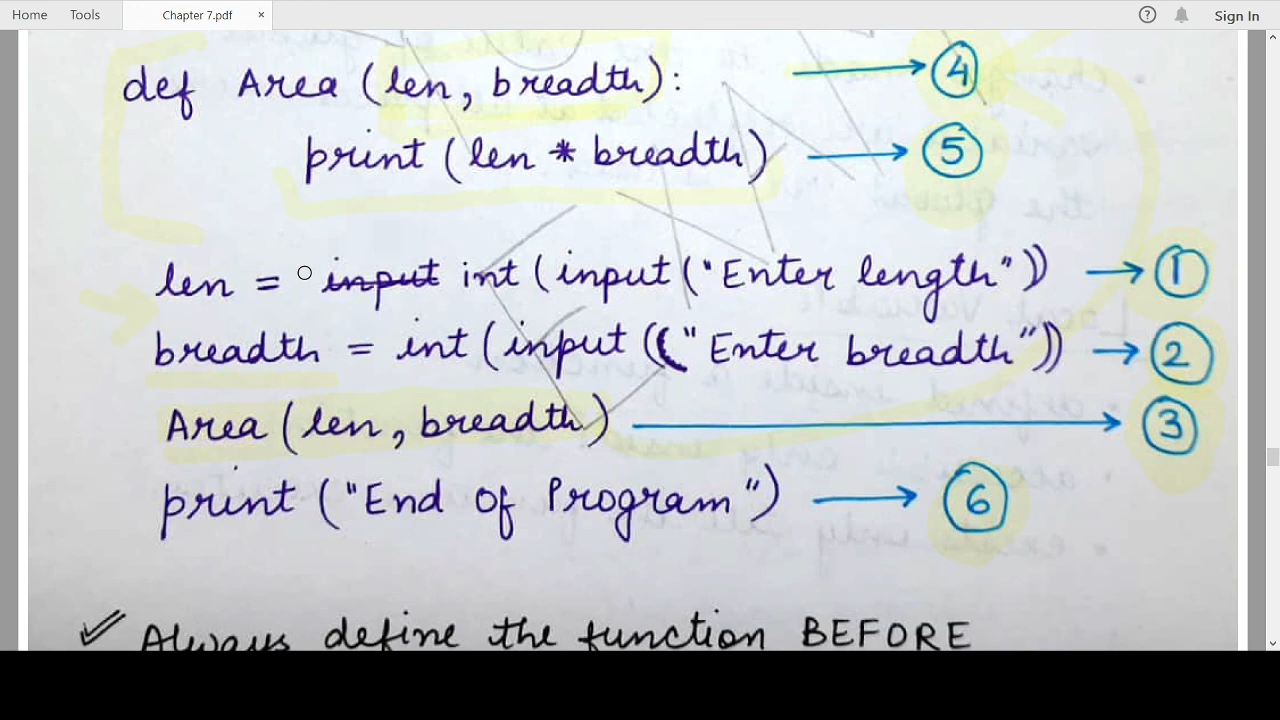 Home Tools Chapter 7.pdf × ? Sign In
def Area (len, breadth): → 4
print (len * breadth) → 5
len = input int (input ("Enter length")) → 1
breadth = int (input (("Enter breadth")) → 2
Area (len, breadth) → 3
print ("End of Program") → 6
Always define the function BEFORE